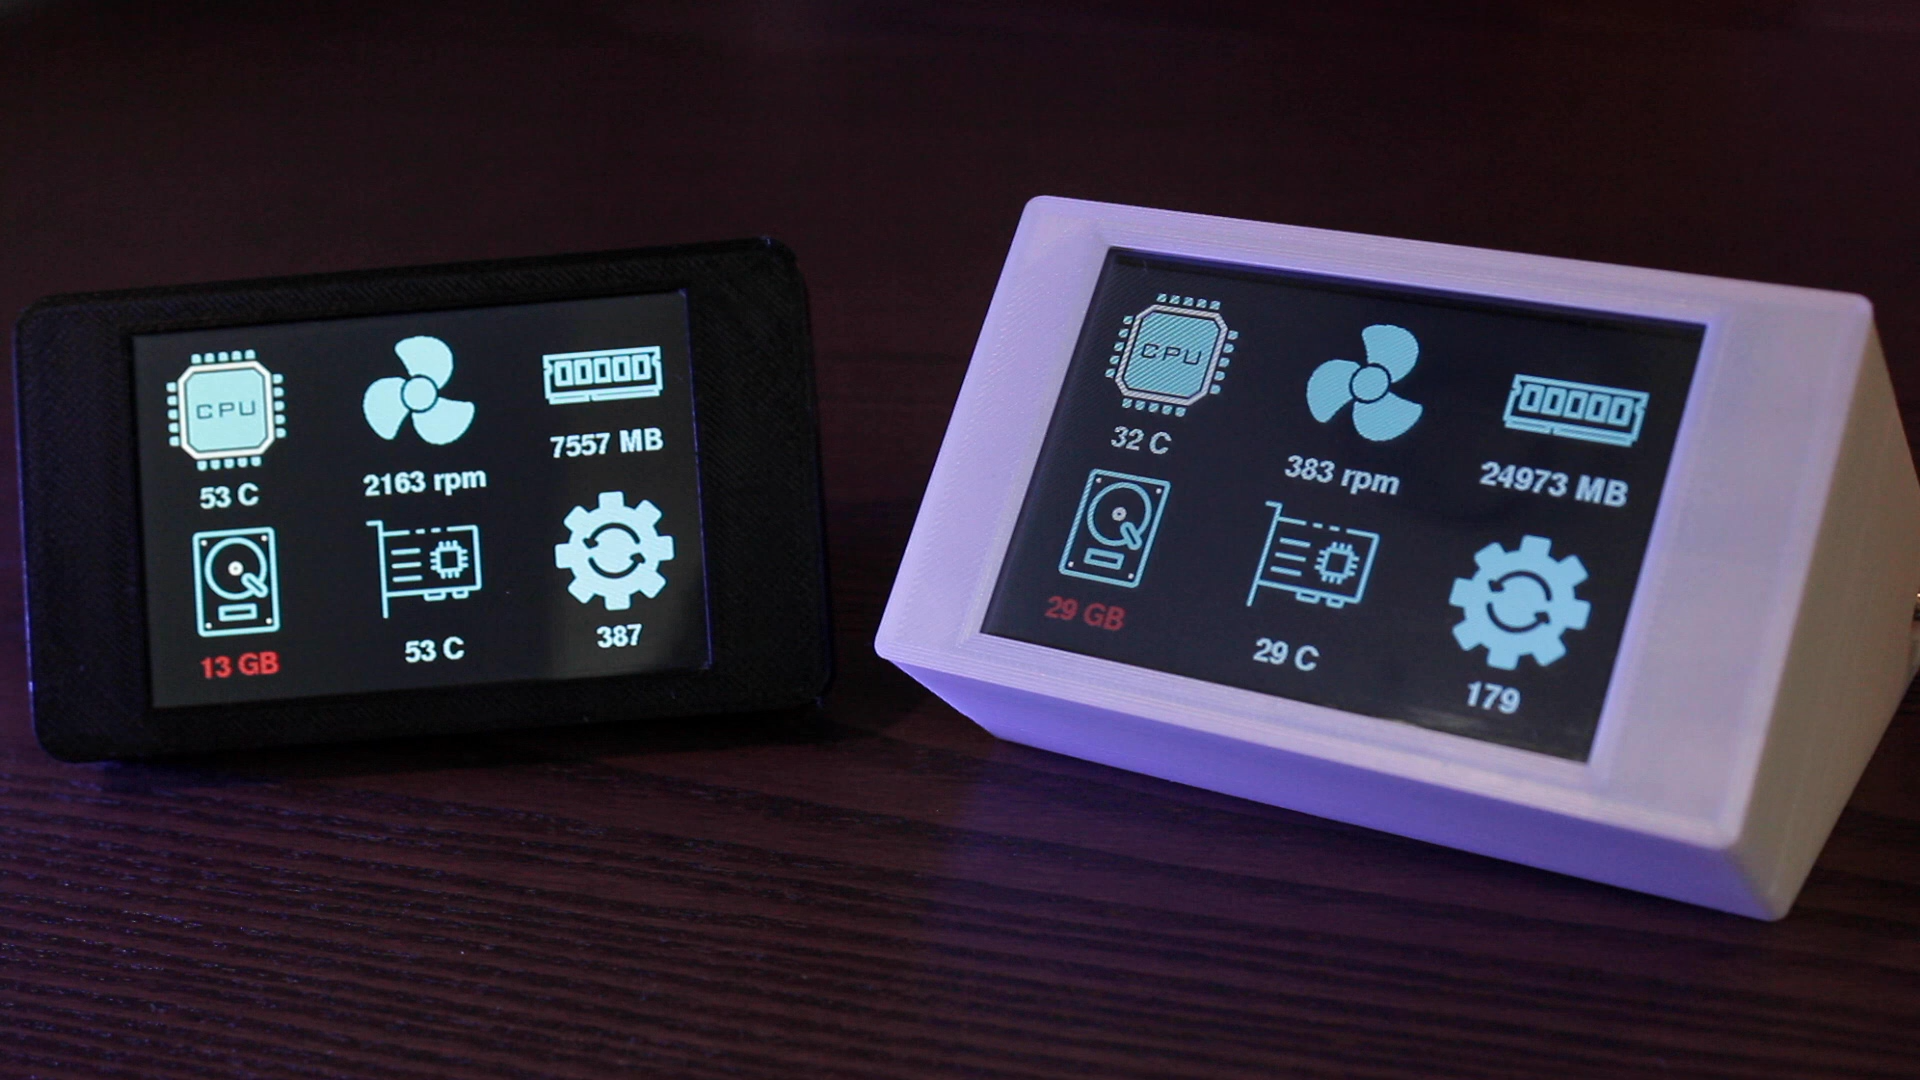 CPU
53 C
2163 rpm
7557 MB
13 GB
53 C
387
CPU
32 C
383 rpm
24973 MB
29 GB
29 C
179